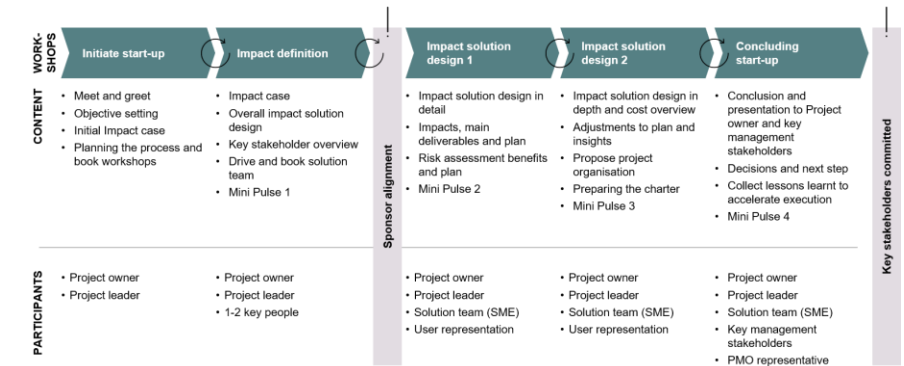 WORK-
SHOPS
Initiate start-up
Impact definition
Impact solution
design 1
Impact solution
design 2
Concluding
start-up
CONTENT
• Meet and greet
• Objective setting
• Initial Impact case
• Planning the process and
book workshops
• Impact case
• Overall impact solution
design
• Key stakeholder overview
• Drive and book solution
team
• Mini Pulse 1
Sponsor alignment
• Impact solution design in
detail
• Impacts, main
deliverables and plan
• Risk assessment benefits
and plan
• Mini Pulse 2
• Impact solution design in
depth and cost overview
• Adjustments to plan and
insights
• Propose project
organisation
• Preparing the charter
• Mini Pulse 3
• Conclusion and
presentation to Project
owner and key
management
stakeholders
• Decisions and next step
• Collect lessons learnt to
accelerate execution
• Mini Pulse 4
Key stakeholders committed
PARTICIPANTS
• Project owner
• Project leader
• Project owner
• Project leader
• 1-2 key people
• Project owner
• Project leader
• Solution team (SME)
• User representation
• Project owner
• Project leader
• Solution team (SME)
• User representation
• Project owner
• Project leader
• Solution team (SME)
• Key management
stakeholders
• PMO representative